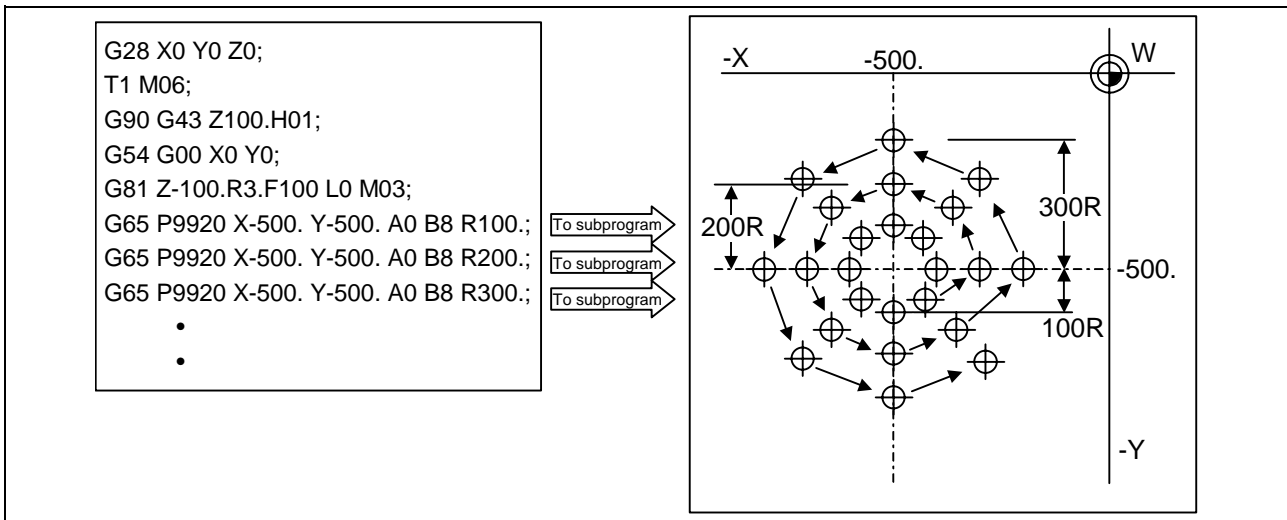 G28 X0 Y0 Z0;
T1 M06;
G90 G43 Z100.H01;
G54 G00 X0 Y0;
G81 Z-100.R3.F100 L0 M03;
G65 P9920 X-500. Y-500. A0 B8 R100.;
To subprogram
G65 P9920 X-500. Y-500. A0 B8 R200.;
To subprogram
G65 P9920 X-500. Y-500. A0 B8 R300.;
To subprogram
-X
-500.
W
200R
300R
-500.
100R
-Y